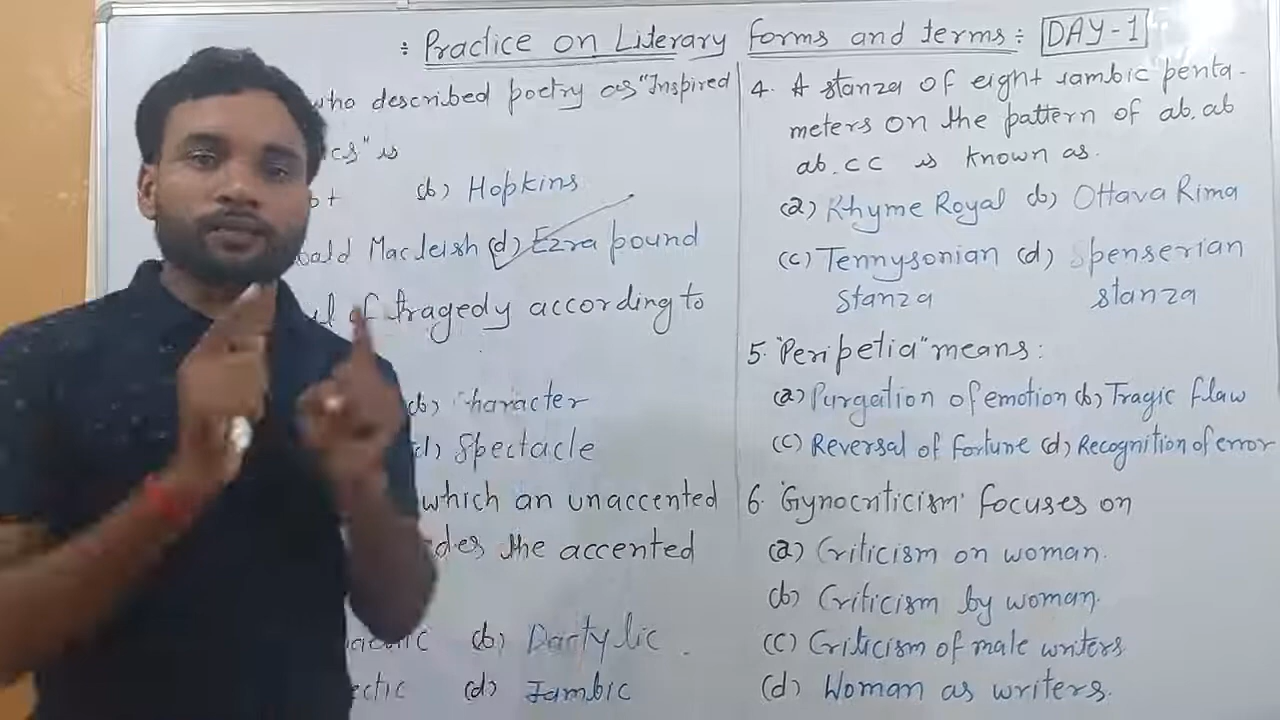 : Practice on Literary forms and terms : DAY-1
who described poetry as "Inspired
cs" is
(b) Hopkins
MacLeish (d) Ezra pound
of tragedy according to
(b) Character
(d) Spectacle
which an unaccented
the accented
(b) Dactylic
(d) Iambic
4. A stanza of eight iambic penta-
meters on the pattern of ab, ab
ab. cc is known as.
(a) Rhyme Royal (b) Ottava Rima
(c) Tennysonian (d) Spenserian
Stanza stanza
5. "Peripetia" means:
(a) Purgation of emotion (b) Tragic flaw
(c) Reversal of fortune (d) Recognition of error
6. 'Gynocriticism' focuses on
(a) Criticism on woman.
(b) Criticism by woman.
(c) Criticism of male writers
(d) Woman as writers.